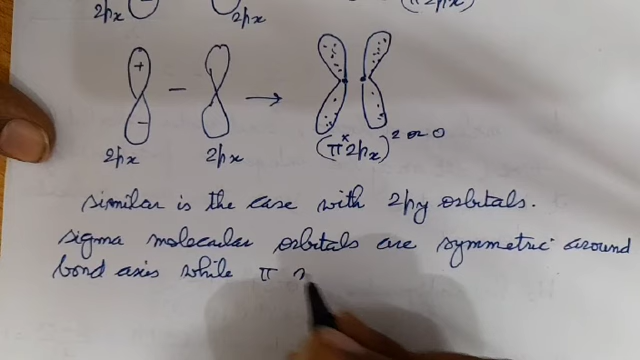 2px - 2px (π2px)
+ - − →
2px 2px (π*2px)2 or 0
similar is the case with 2py orbitals.
sigma molecular orbitals are symmetric around
bond axis while π